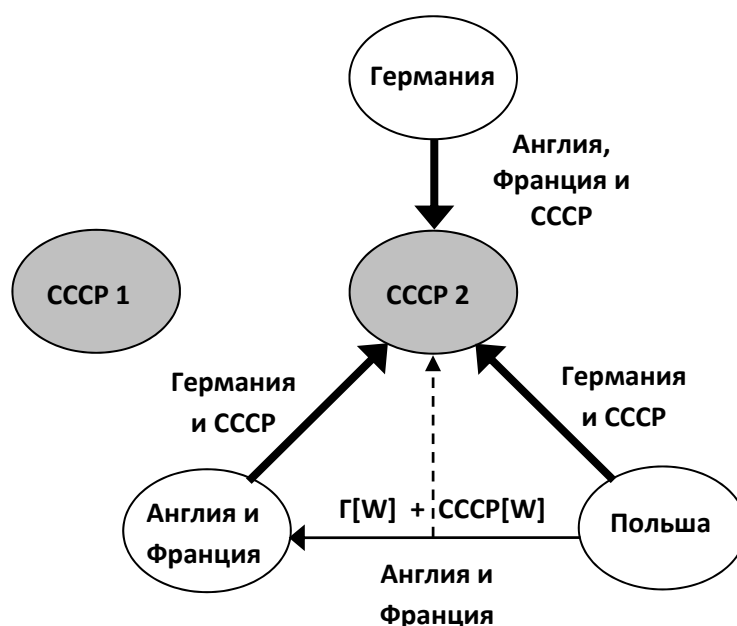 Германия
Англия,
Франция и
СССР
СССР 1
СССР 2
Германия
и СССР
Германия
и СССР
Англия и
Франция
Г[W] + СССР[W]
Польша
Англия и
Франция